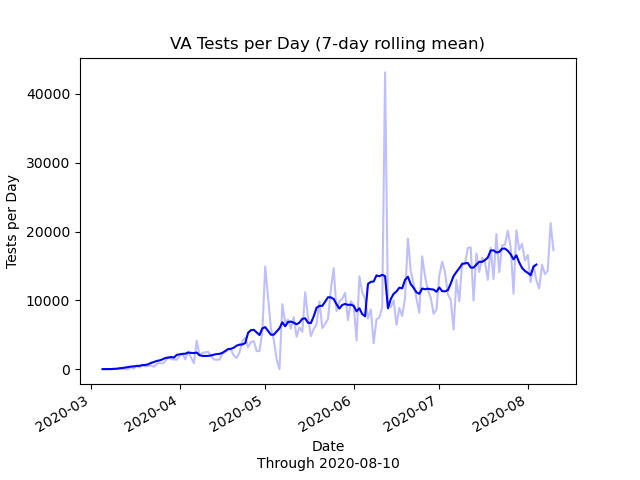 VA Tests per Day (7-day rolling mean)
Tests per Day
40000
30000
20000
10000
0
2020-03
2020-04
2020-05
2020-06
2020-07
2020-08
Date
Through 2020-08-10